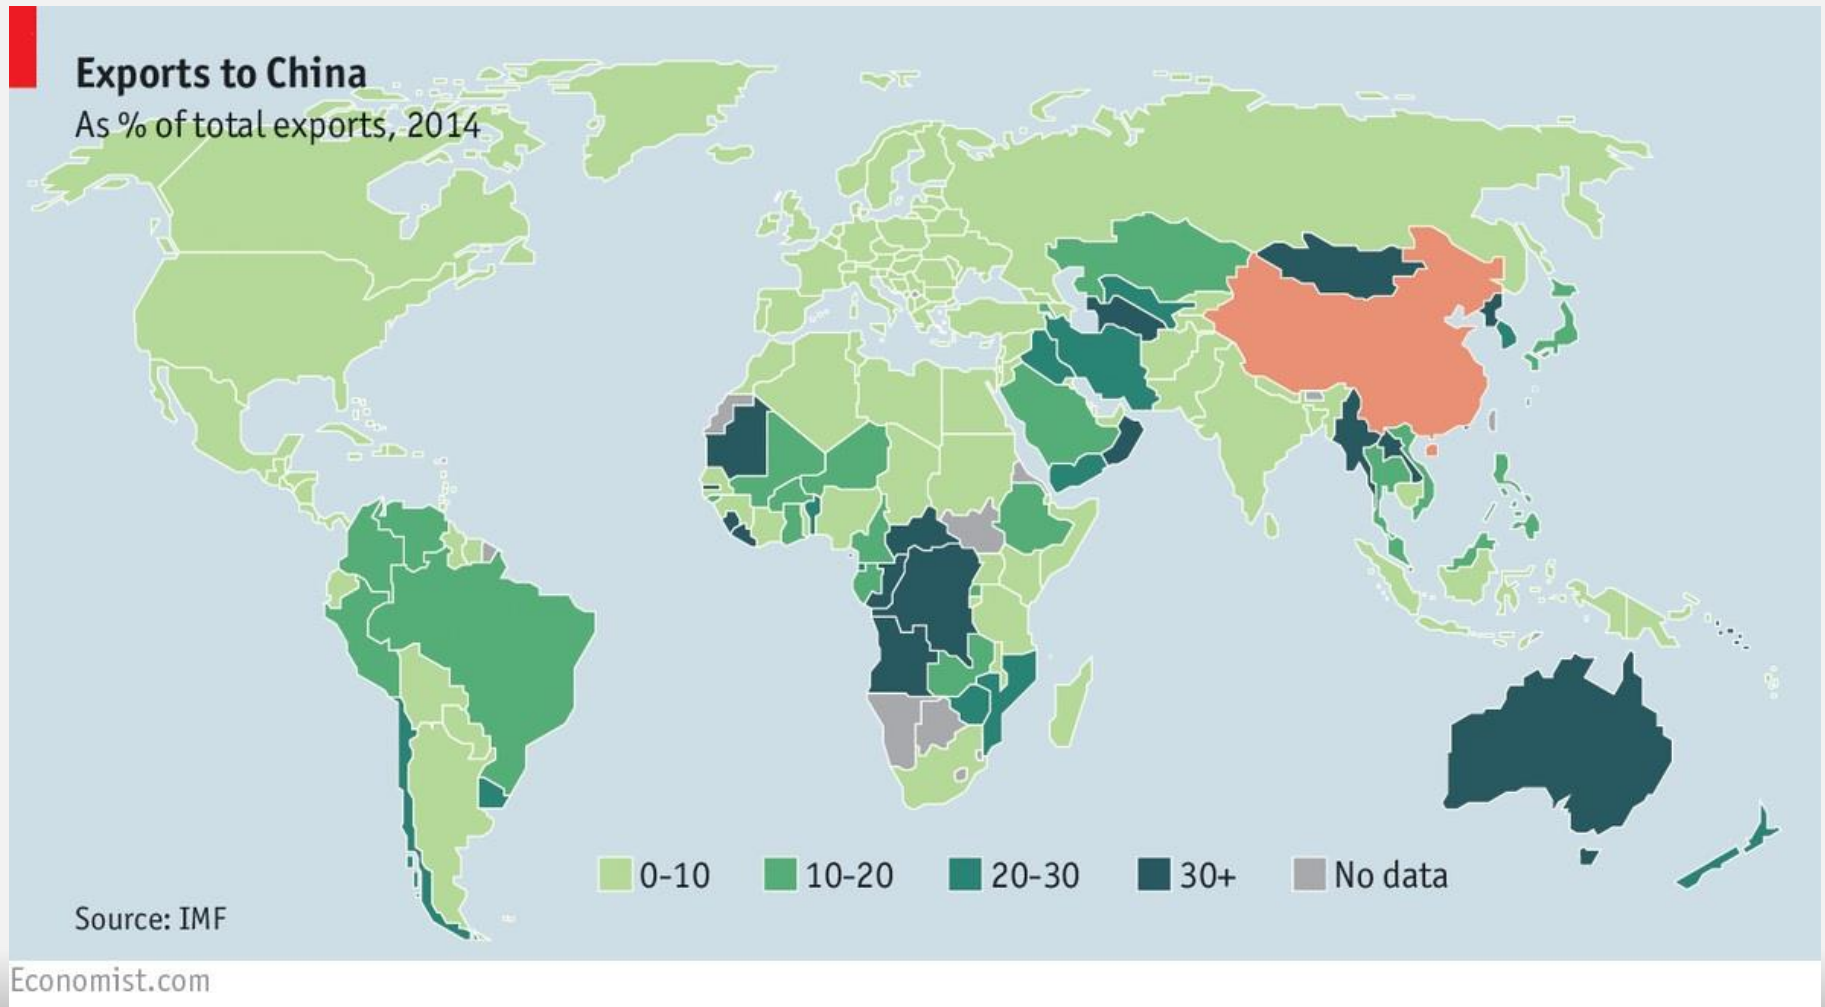 Exports to China
As % of total exports, 2014
0-10 10-20 20-30 30+ No data
Source: IMF
Economist.com